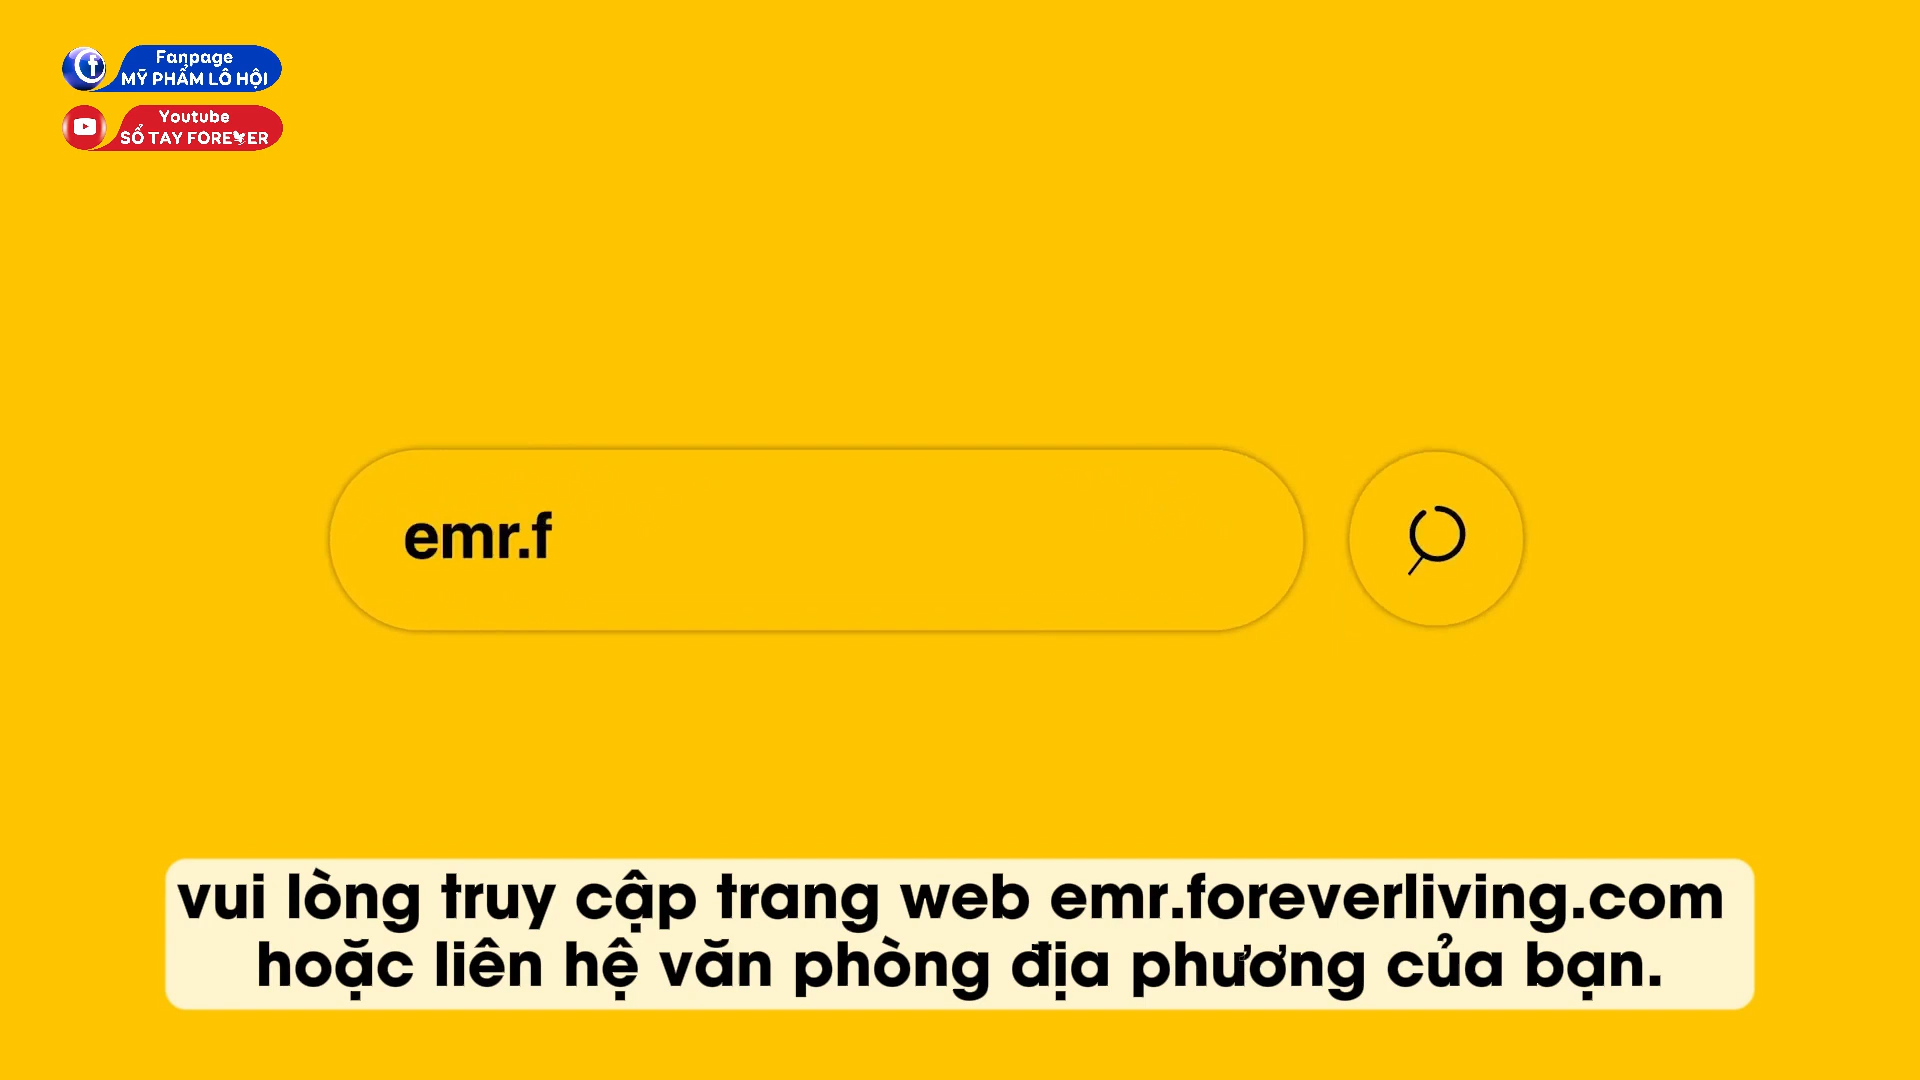 Fanpage
MỸ PHẨM LÔ HỘI
Youtube
SỔ TAY FOREVER
emr.f
vui lòng truy cập trang web emr.foreverliving.com
hoặc liên hệ văn phòng địa phương của bạn.